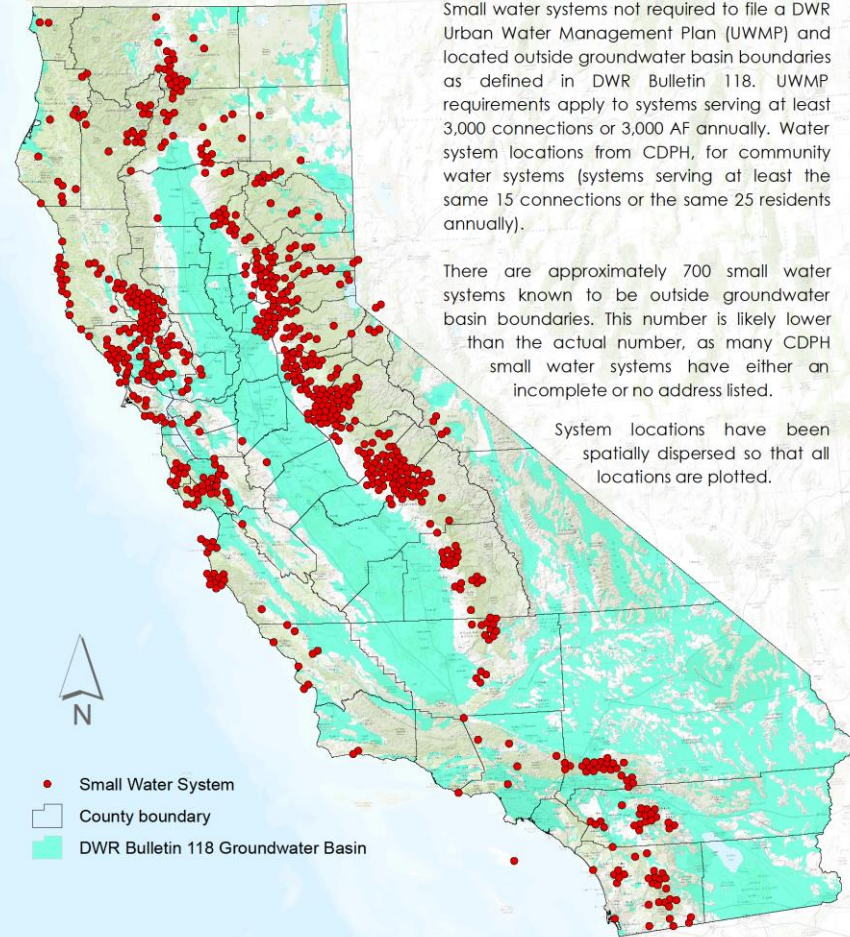 Small water systems not required to file a DWR
Urban Water Management Plan (UWMP) and
located outside groundwater basin boundaries
as defined in DWR Bulletin 118. UWMP
requirements apply to systems serving at least
3,000 connections or 3,000 AF annually. Water
system locations from CDPH, for community
water systems (systems serving at least the
same 15 connections or the same 25 residents
annually).
There are approximately 700 small water
systems known to be outside groundwater
basin boundaries. This number is likely lower
than the actual number, as many CDPH
small water systems have either an
incomplete or no address listed.
System locations have been
spatially dispersed so that all
locations are plotted.
N
Small Water System
County boundary
DWR Bulletin 118 Groundwater Basin